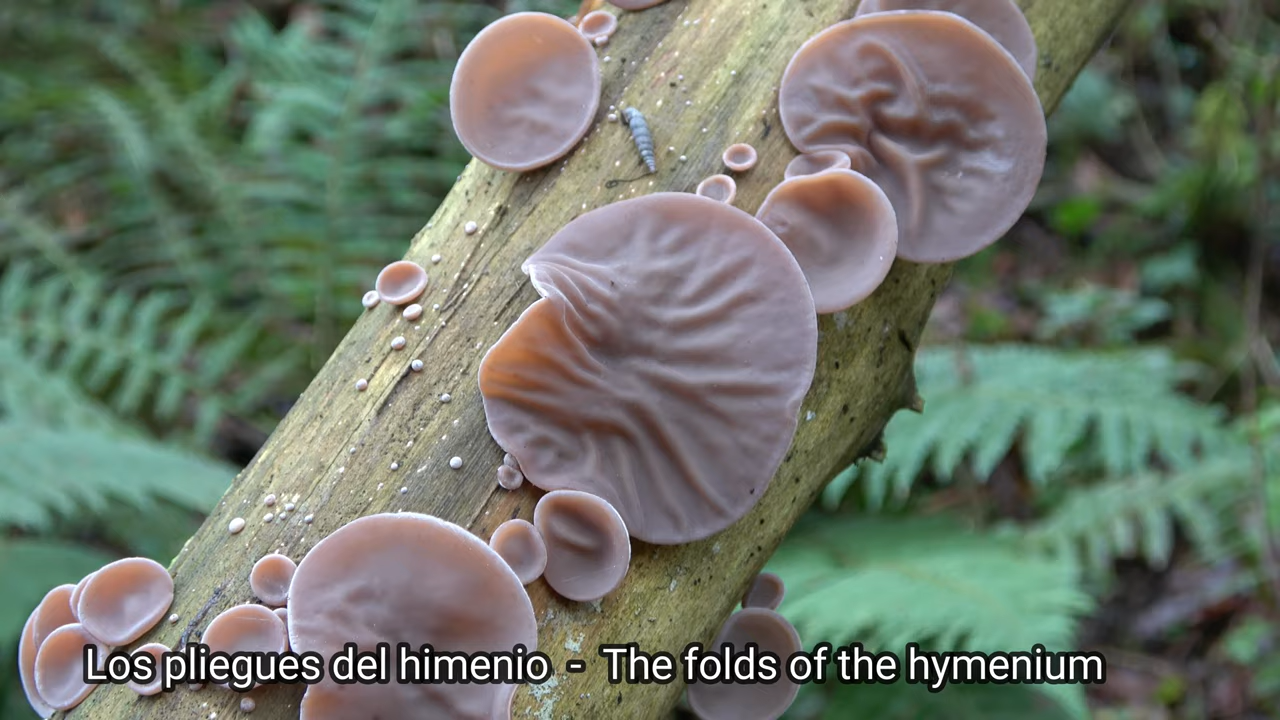 Los pliegues del himenio - The folds of the hymenium